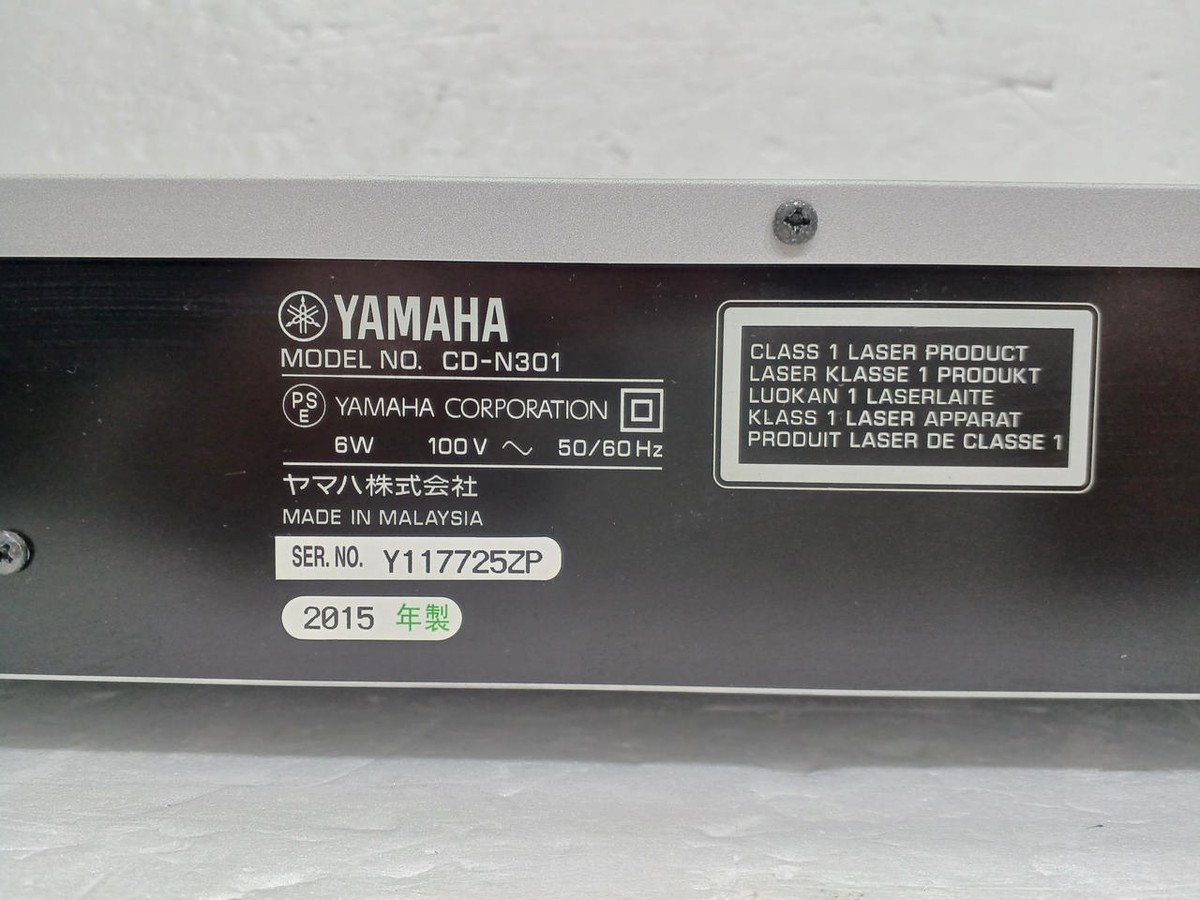 YAMAHA
MODEL NO. CD-N301
PSE YAMAHA CORPORATION
6W 100V ～ 50/60Hz
ヤマハ株式会社
MADE IN MALAYSIA
SER. NO. Y117725ZP
2015 年製
CLASS 1 LASER PRODUCT
LASER KLASSE 1 PRODUKT
LUOKAN 1 LASERLAITE
KLASS 1 LASER APPARAT
PRODUIT LASER DE CLASSE 1